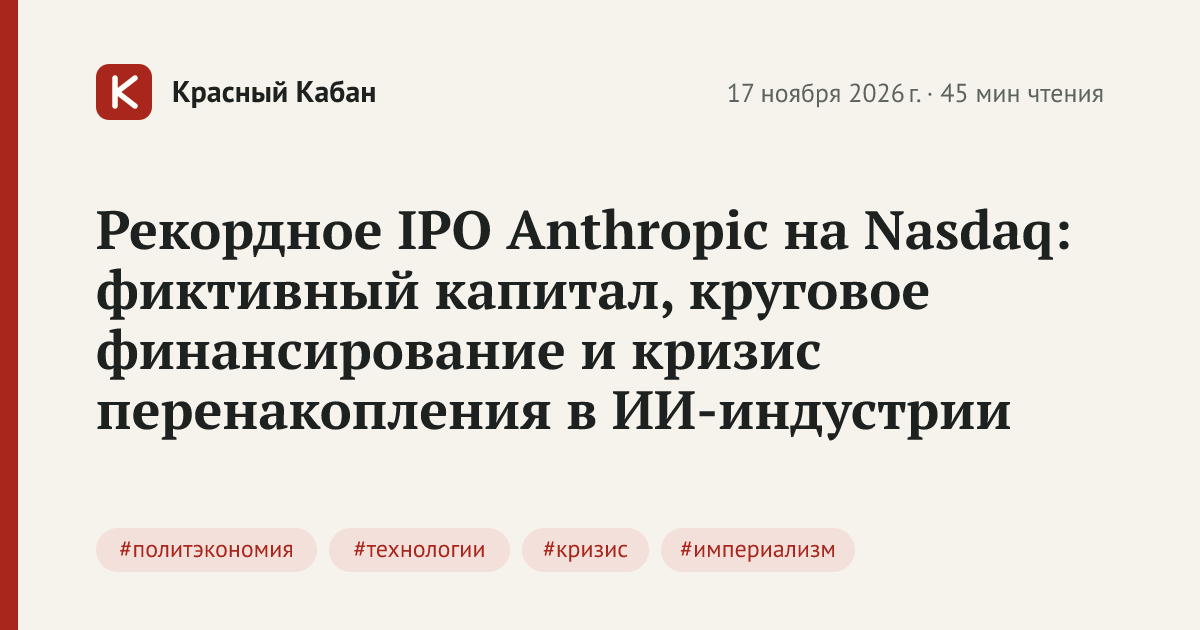 K
Красный Кабан
17 ноября 2026 г. · 45 мин чтения
Рекордное IPO Anthropic на Nasdaq:
фиктивный капитал, круговое
финансирование и кризис
перенакопления в ИИ-индустрии
#политэкономия #технологии #кризис #империализм